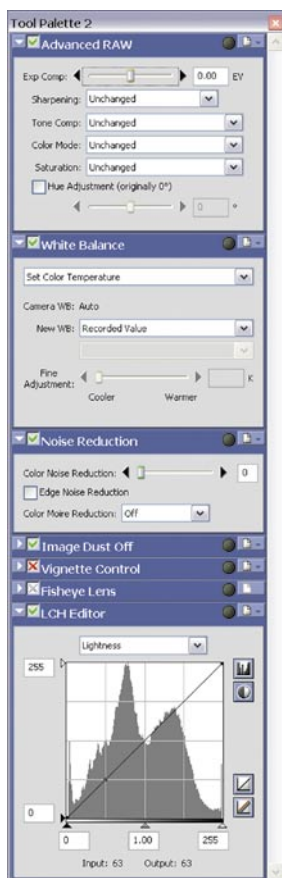 Tool Palette 2
Advanced RAW
Exp Comp: 0.00 EV
Sharpening: Unchanged
Tone Comp: Unchanged
Color Mode: Unchanged
Saturation: Unchanged
Hue Adjustment (originally 0°)
0 °
White Balance
Set Color Temperature
Camera WB: Auto
New WB: Recorded Value
Fine Adjustment: K
Cooler Warmer
Noise Reduction
Color Noise Reduction: 0
Edge Noise Reduction
Color Moire Reduction: Off
Image Dust Off
Vignette Control
Fisheye Lens
LCH Editor
Lightness
255
0
0 1.00 255
Input: 63 Output: 63